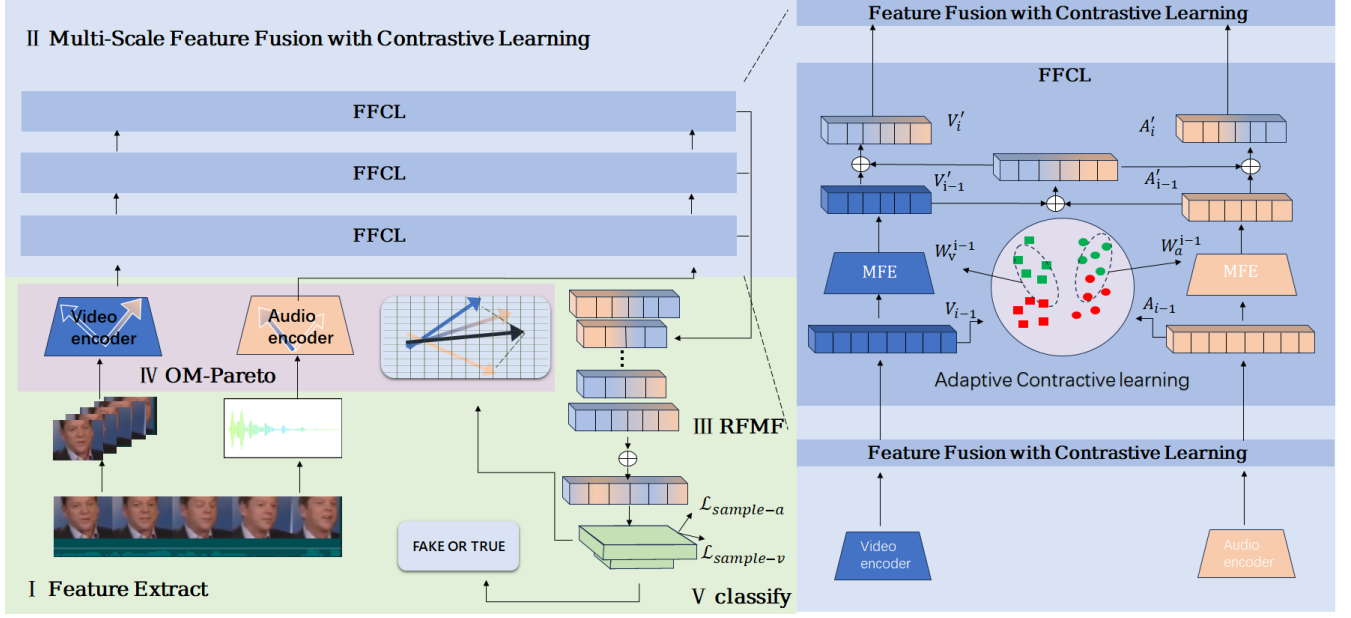 II Multi-Scale Feature Fusion with Contrastive Learning
FFCL
FFCL
FFCL
Video
encoder
Audio
encoder
IV OM-Pareto
III RFMF
FAKE OR TRUE
ℒsample−a
ℒsample−v
I Feature Extract
V classify
Feature Fusion with Contrastive Learning
FFCL
V′i
A′i
V′i-1
A′i-1
MFE
Wv i-1
Wa i-1
MFE
Vi-1
Ai-1
Adaptive Contractive learning
Feature Fusion with Contrastive Learning
Video
encoder
Audio
encoder